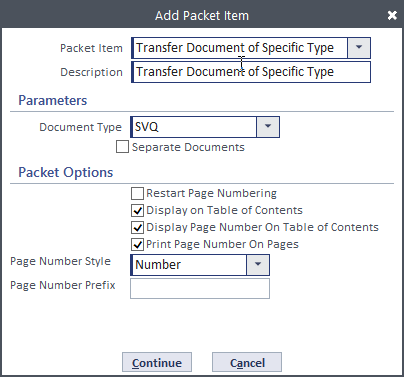 Add Packet Item
Packet Item Transfer Document of Specific Type
Description Transfer Document of Specific Type
Parameters
Document Type SVQ
Separate Documents
Packet Options
Restart Page Numbering
Display on Table of Contents
Display Page Number On Table of Contents
Print Page Number On Pages
Page Number Style Number
Page Number Prefix
Continue Cancel